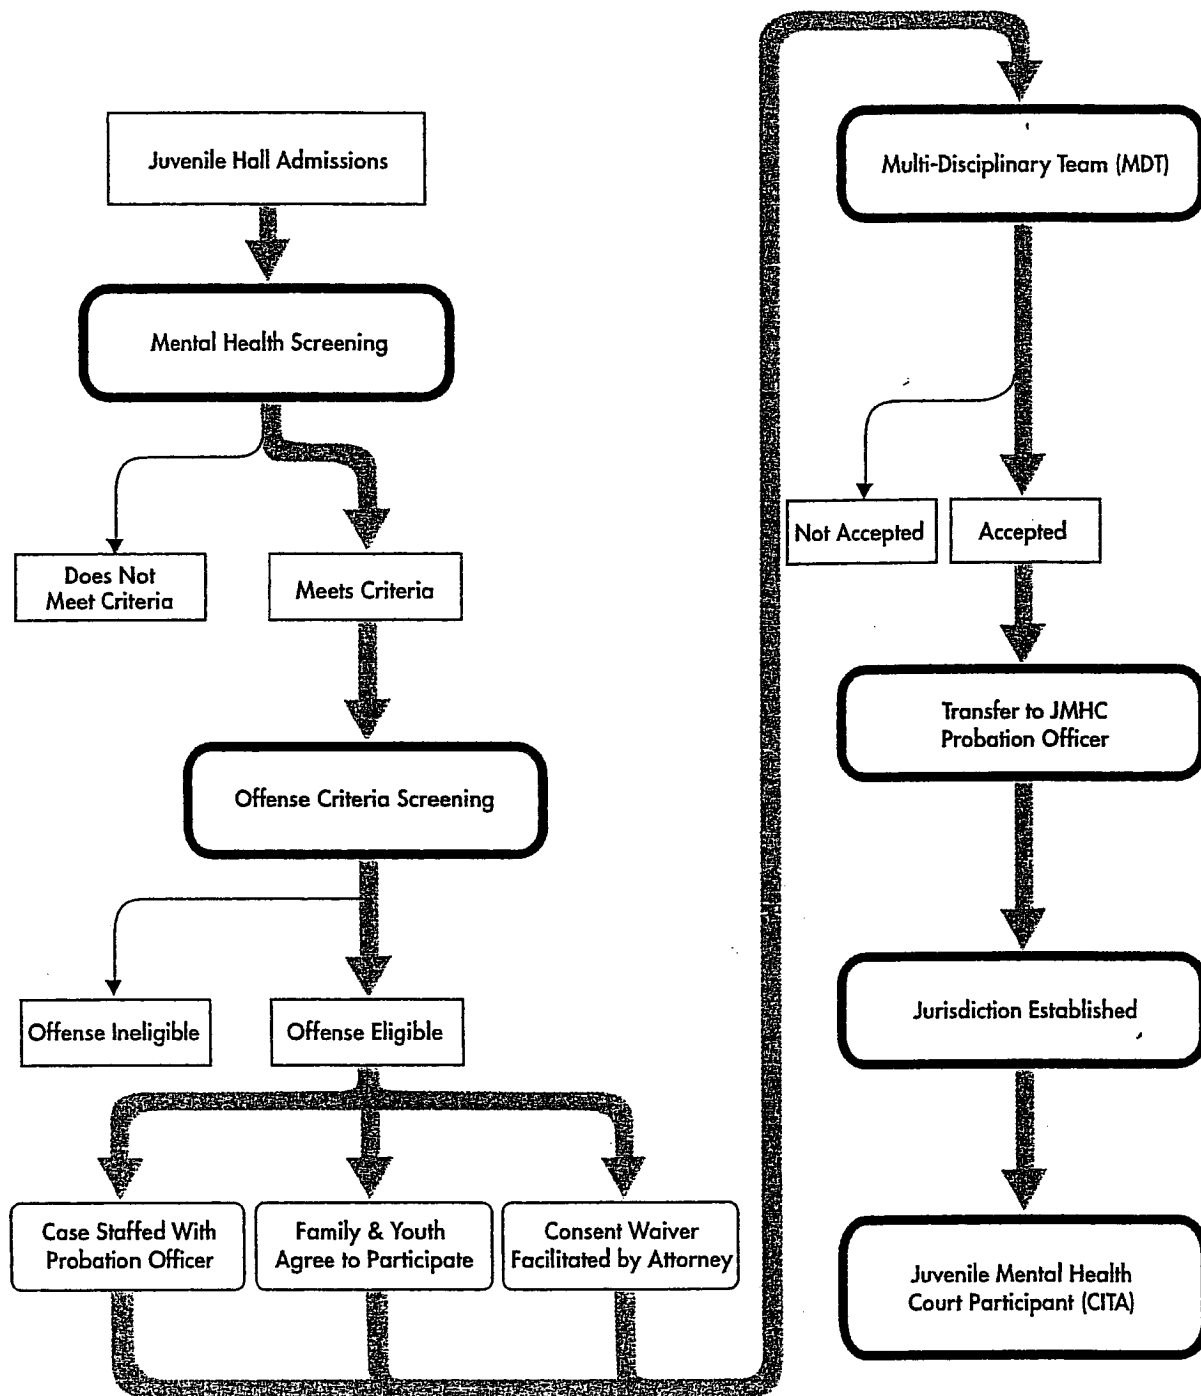 Juvenile Hall Admissions
Mental Health Screening
Does Not
Meet Criteria
Meets Criteria
Offense Criteria Screening
Offense Ineligible
Offense Eligible
Case Staffed With
Probation Officer
Family & Youth
Agree to Participate
Consent Waiver
Facilitated by Attorney
Multi-Disciplinary Team (MDT)
Not Accepted
Accepted
Transfer to JMHC
Probation Officer
Jurisdiction Established
Juvenile Mental Health
Court Participant (CITA)